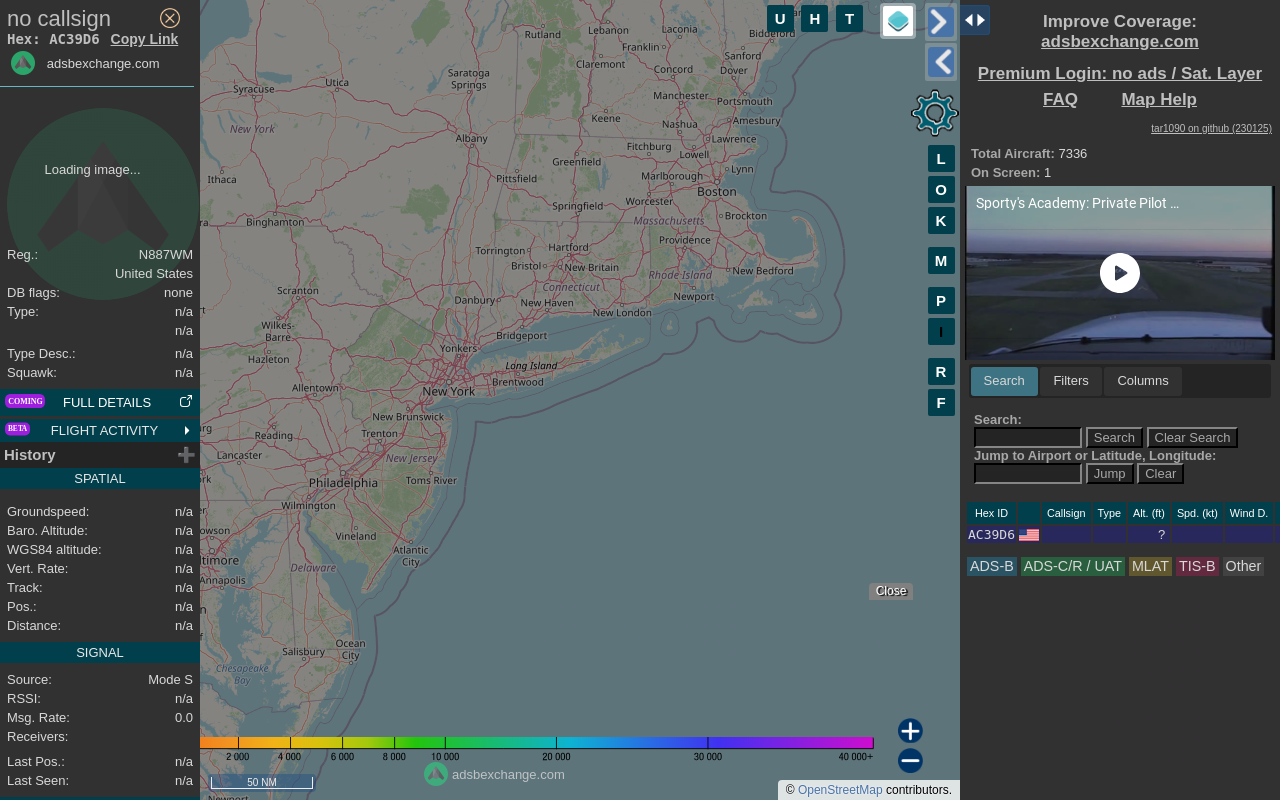 no callsign
Hex: AC39D6 Copy Link
adsbexchange.com
Loading image...
Reg.: N887WM
United States
DB flags: none
Type: n/a
n/a
Type Desc.: n/a
Squawk: n/a
COMING FULL DETAILS
BETA FLIGHT ACTIVITY
History
SPATIAL
Groundspeed: n/a
Baro. Altitude: n/a
WGS84 altitude: n/a
Vert. Rate: n/a
Track: n/a
Pos.: n/a
Distance: n/a
SIGNAL
Source: Mode S
RSSI: n/a
Msg. Rate: 0.0
Receivers:
Last Pos.: n/a
Last Seen: n/a
U H T
L
O
K
M
P
I
R
F
Rutland
Lebanon
Laconia
Biddeford
Franklin
Sanford
Claremont
Concord
Dover
Utica
Syracuse
Saratoga
Springs
Manchester
Portsmouth
Keene
Nashua
Amesbury
New York
Albany
Fitchburg
Lawrence
Greenfield
Lowell
Ithaca
Pittsfield
Marlborough
Lynn
Boston
Springfield
Worcester
Binghamton
Massachusetts
Brockton
Providence
Torrington
Hartford
Bristol
New Britain
Rhode Island
New Bedford
Connecticut
Scranton
Danbury
New Haven
Newport
New London
Wilkes-
Barre
Bridgeport
Yonkers
Hazleton
Long Island
Brentwood
Allentown
New York
New Brunswick
Reading
Trenton
Lancaster
New Jersey
Philadelphia
Toms River
Wilmington
Vineland
Atlantic
City
Delaware
Annapolis
Ocean
City
Salisbury
Chesapeake
Bay
Close
2 000 4 000 6 000 8 000 10 000 20 000 30 000 40 000+
adsbexchange.com
50 NM
© OpenStreetMap contributors.
Improve Coverage:
adsbexchange.com
Premium Login: no ads / Sat. Layer
FAQ Map Help
tar1090 on github (230125)
Total Aircraft: 7336
On Screen: 1
Sporty's Academy: Private Pilot ...
Search Filters Columns
Search:
Search Clear Search
Jump to Airport or Latitude, Longitude:
Jump Clear
Hex ID Callsign Type Alt. (ft) Spd. (kt) Wind D.
AC39D6 ?
ADS-B ADS-C/R / UAT MLAT TIS-B Other